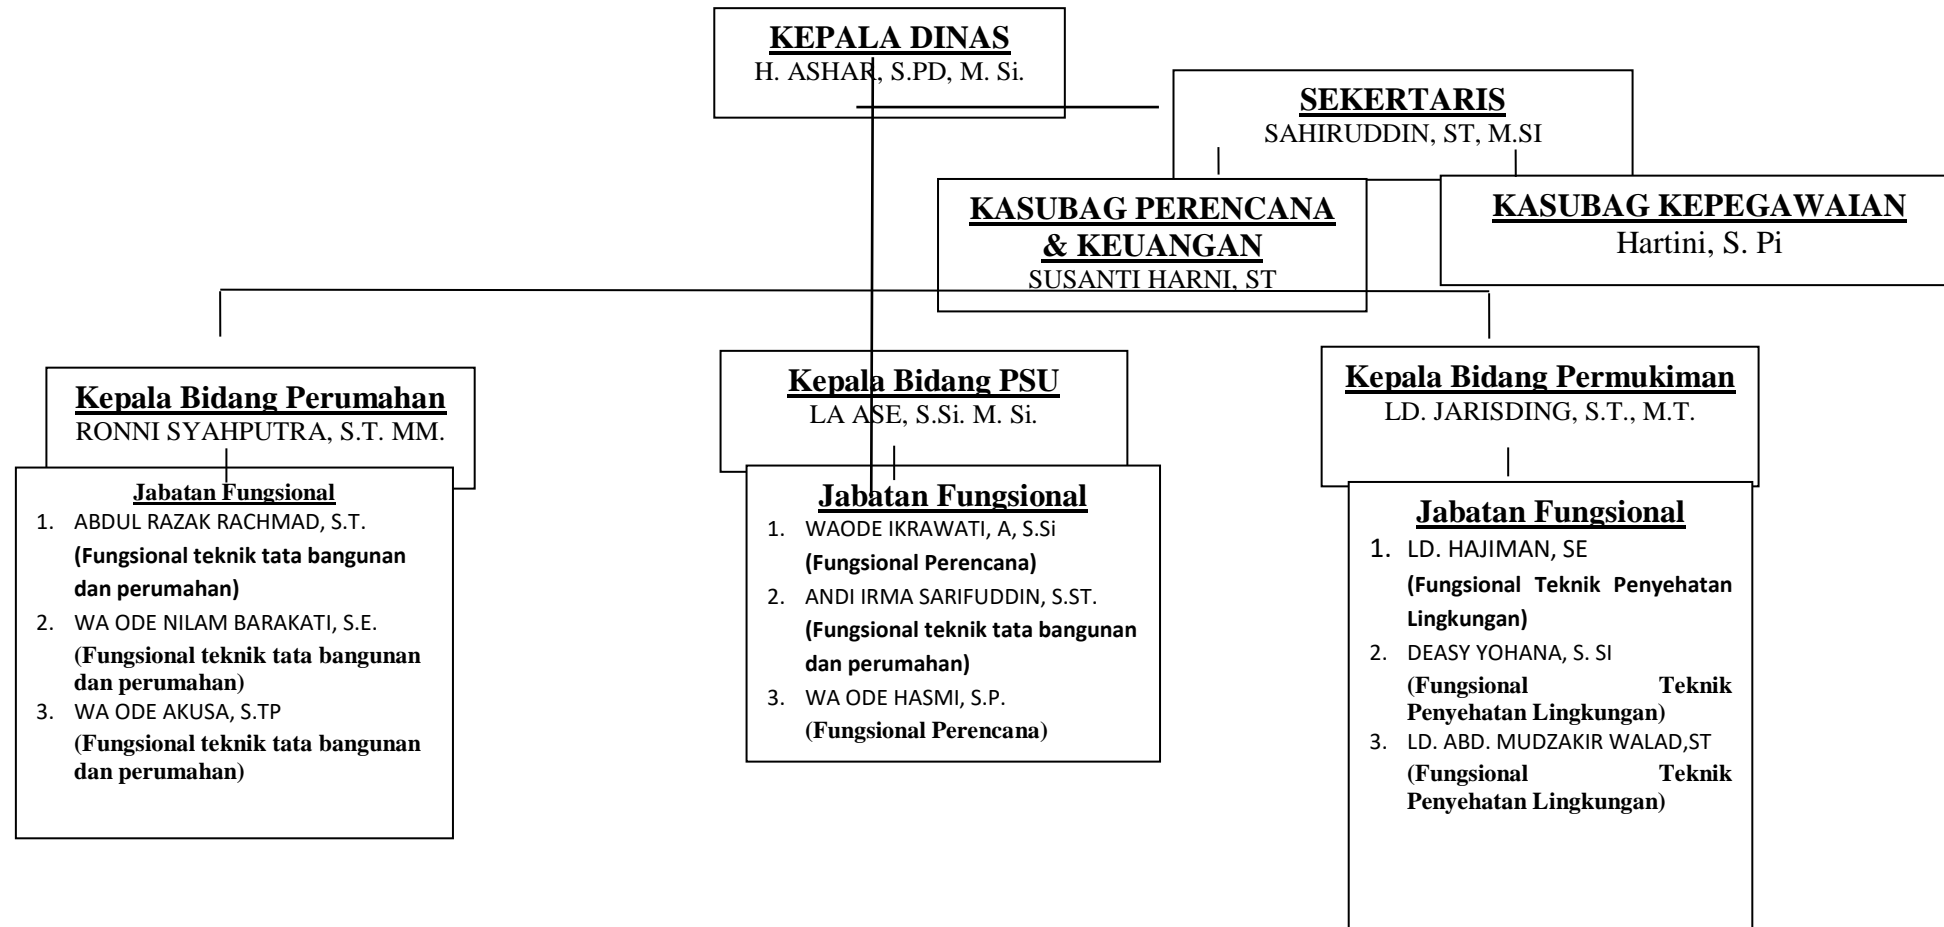 KEPALA DINAS
H. ASHAR, S.PD, M. Si.
SEKERTARIS
SAHIRUDDIN, ST, M.SI
KASUBAG PERENCANA
& KEUANGAN
SUSANTI HARNI, ST
KASUBAG KEPEGAWAIAN
Hartini, S. Pi
Kepala Bidang Perumahan
RONNI SYAHPUTRA, S.T. MM.
Jabatan Fungsional
1. ABDUL RAZAK RACHMAD, S.T.
(Fungsional teknik tata bangunan
dan perumahan)
2. WA ODE NILAM BARAKATI, S.E.
(Fungsional teknik tata bangunan
dan perumahan)
3. WA ODE AKUSA, S.TP
(Fungsional teknik tata bangunan
dan perumahan)
Kepala Bidang PSU
LA ASE, S.Si. M. Si.
Jabatan Fungsional
1. WAODE IKRAWATI, A, S.Si
(Fungsional Perencana)
2. ANDI IRMA SARIFUDDIN, S.ST.
(Fungsional teknik tata bangunan
dan perumahan)
3. WA ODE HASMI, S.P.
(Fungsional Perencana)
Kepala Bidang Permukiman
LD. JARISDING, S.T., M.T.
Jabatan Fungsional
1. LD. HAJIMAN, SE
(Fungsional Teknik Penyehatan
Lingkungan)
2. DEASY YOHANA, S. SI
(Fungsional Teknik
Penyehatan Lingkungan)
3. LD. ABD. MUDZAKIR WALAD,ST
(Fungsional Teknik
Penyehatan Lingkungan)